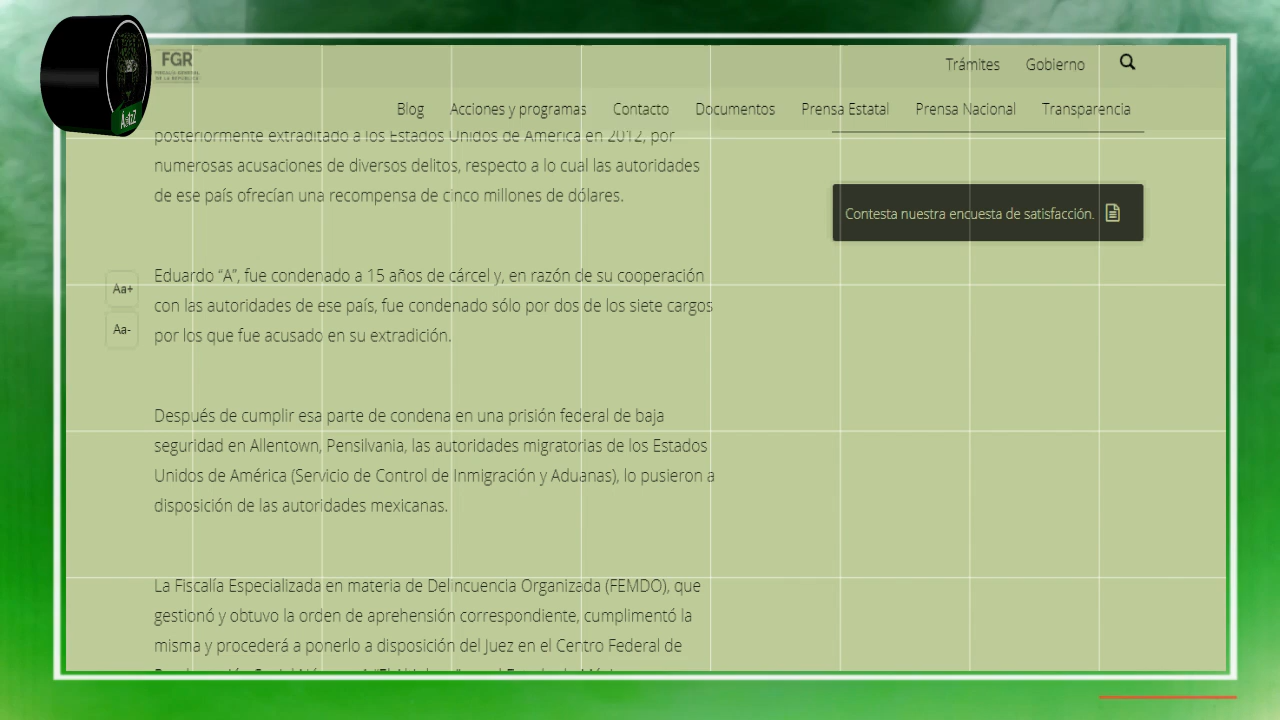 FGR
FISCALÍA GENERAL
DE LA REPÚBLICA
Trámites Gobierno
Blog Acciones y programas Contacto Documentos Prensa Estatal Prensa Nacional Transparencia
posteriormente extraditado a los Estados Unidos de América en 2012, por
numerosas acusaciones de diversos delitos, respecto a lo cual las autoridades
de ese país ofrecían una recompensa de cinco millones de dólares.
Contesta nuestra encuesta de satisfacción.
Aa+
Aa-
Eduardo “A”, fue condenado a 15 años de cárcel y, en razón de su cooperación
con las autoridades de ese país, fue condenado sólo por dos de los siete cargos
por los que fue acusado en su extradición.
Después de cumplir esa parte de condena en una prisión federal de baja
seguridad en Allentown, Pensilvania, las autoridades migratorias de los Estados
Unidos de América (Servicio de Control de Inmigración y Aduanas), lo pusieron a
disposición de las autoridades mexicanas.
La Fiscalía Especializada en materia de Delincuencia Organizada (FEMDO), que
gestionó y obtuvo la orden de aprehensión correspondiente, cumplimentó la
misma y procederá a ponerlo a disposición del Juez en el Centro Federal de